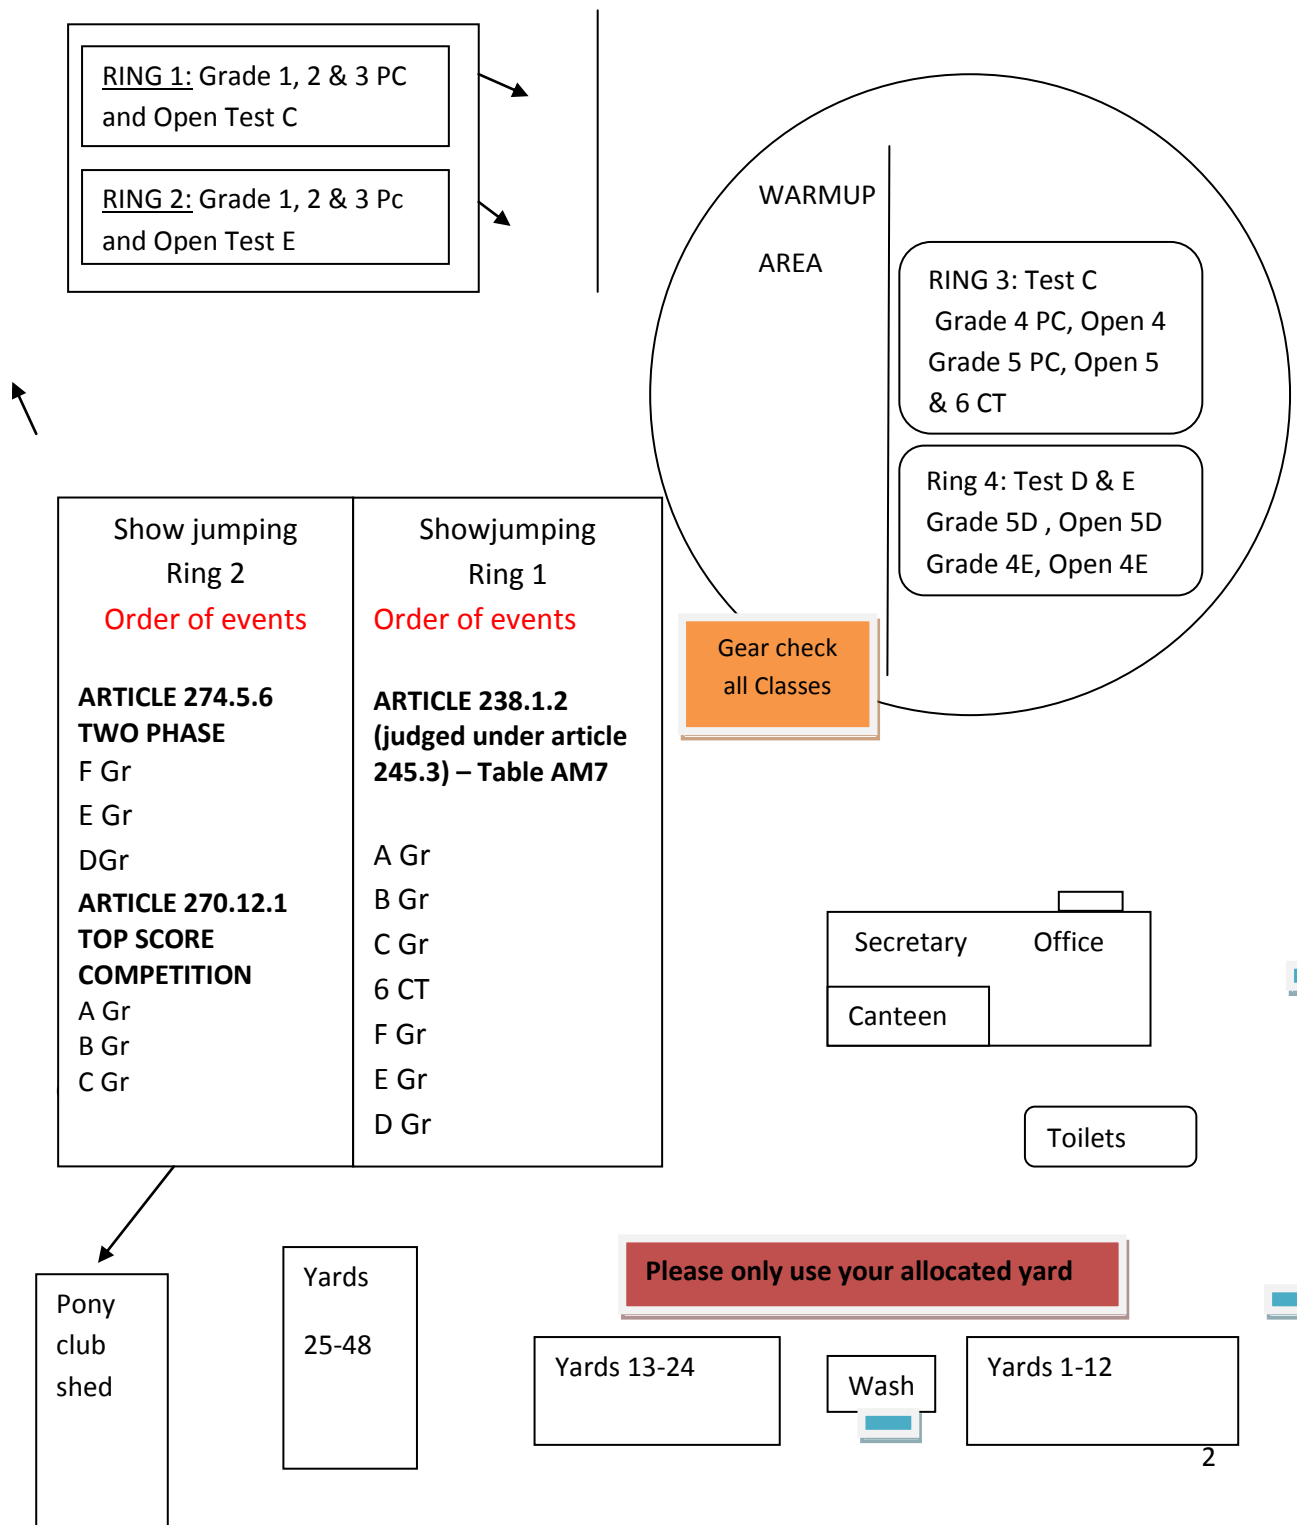 RING 1: Grade 1, 2 & 3 PC
and Open Test C
RING 2: Grade 1, 2 & 3 Pc
and Open Test E
WARMUP
AREA
RING 3: Test C
Grade 4 PC, Open 4
Grade 5 PC, Open 5
& 6 CT
Ring 4: Test D & E
Grade 5D , Open 5D
Grade 4E, Open 4E
Gear check
all Classes
Show jumping
Ring 2
Order of events
ARTICLE 274.5.6
TWO PHASE
F Gr
E Gr
DGr
ARTICLE 270.12.1
TOP SCORE
COMPETITION
A Gr
B Gr
C Gr
Showjumping
Ring 1
Order of events
ARTICLE 238.1.2
(judged under article
245.3) – Table AM7
A Gr
B Gr
C Gr
6 CT
F Gr
E Gr
D Gr
Secretary Office
Canteen
Toilets
Please only use your allocated yard
Pony
club
shed
Yards
25-48
Yards 13-24
Wash
Yards 1-12
2